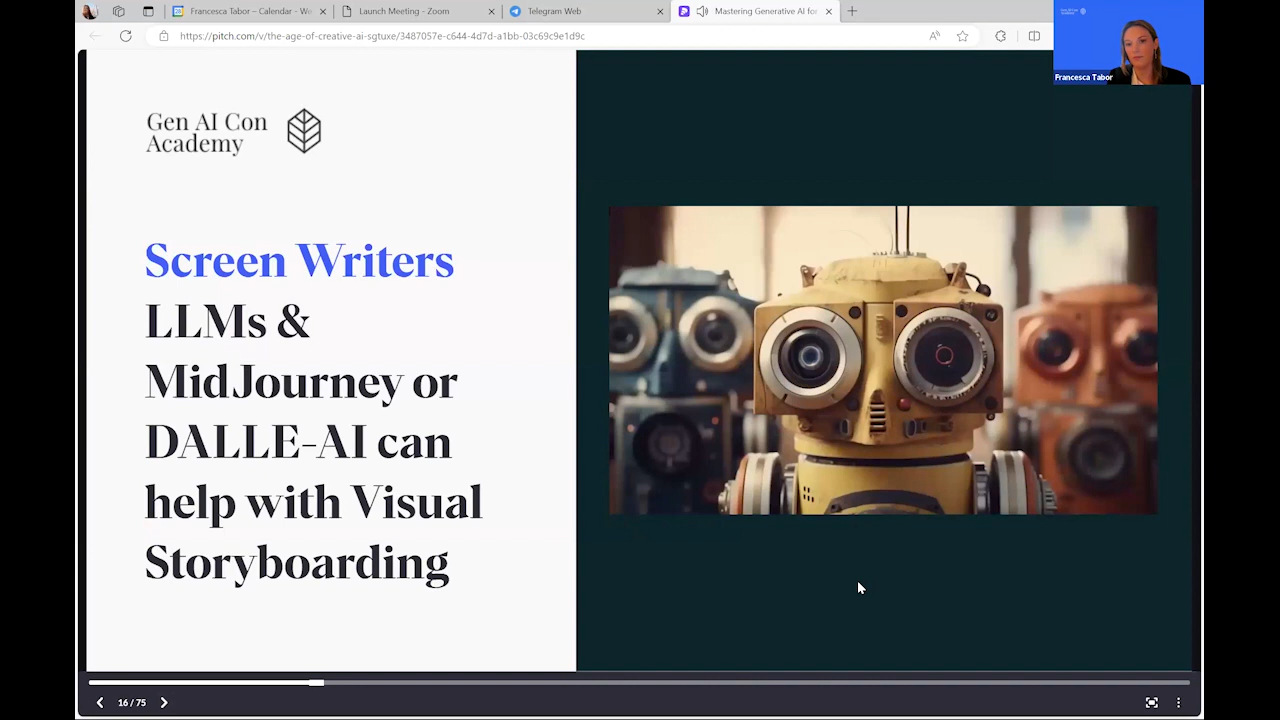 Francesca Tabor – Calendar - We
Launch Meeting - Zoom
Telegram Web
Mastering Generative AI for
https://pitch.com/v/the-age-of-creative-ai-sgtuxe/3487057e-c644-4d7d-a1bb-03c69c9e1d9c
Francesca Tabor
Gen AI Con
Academy
Screen Writers
LLMs &
MidJourney or
DALLE-AI can
help with Visual
Storyboarding
16 / 75